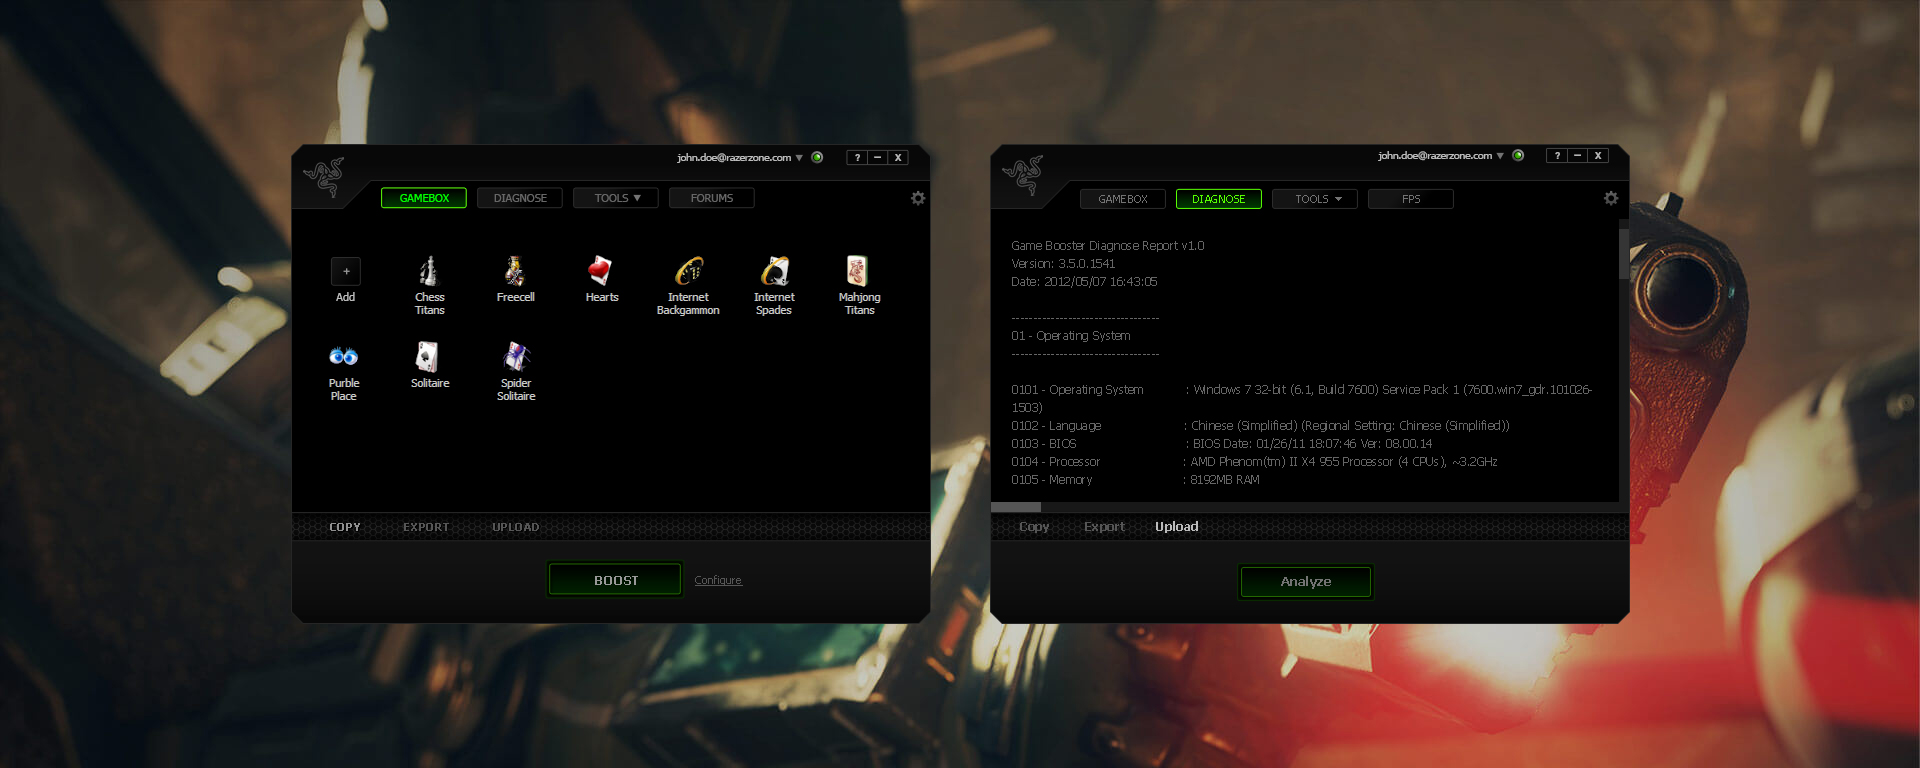 john.doe@razerzone.com ▼ ? – X
GAMEBOX DIAGNOSE TOOLS ▼ FORUMS
+
Add Chess Freecell Hearts Internet Internet Mahjong
Titans Backgammon Spades Titans
Purble Solitaire Spider
Place Solitaire
COPY EXPORT UPLOAD
BOOST Configure
john.doe@razerzone.com ▼ ? – X
GAMEBOX DIAGNOSE TOOLS ▼ FPS
Game Booster Diagnose Report v1.0
Version: 3.5.0.1541
Date: 2012/05/07 16:43:05
----------------------------------
01 - Operating System
----------------------------------
0101 - Operating System : Windows 7 32-bit (6.1, Build 7600) Service Pack 1 (7600.win7_gdr.101026-
1503)
0102 - Language : Chinese (Simplified) (Regional Setting: Chinese (Simplified))
0103 - BIOS : BIOS Date: 01/26/11 18:07:46 Ver: 08.00.14
0104 - Processor : AMD Phenom(tm) II X4 955 Processor (4 CPUs), ~3.2GHz
0105 - Memory : 8192MB RAM
Copy Export Upload
Analyze